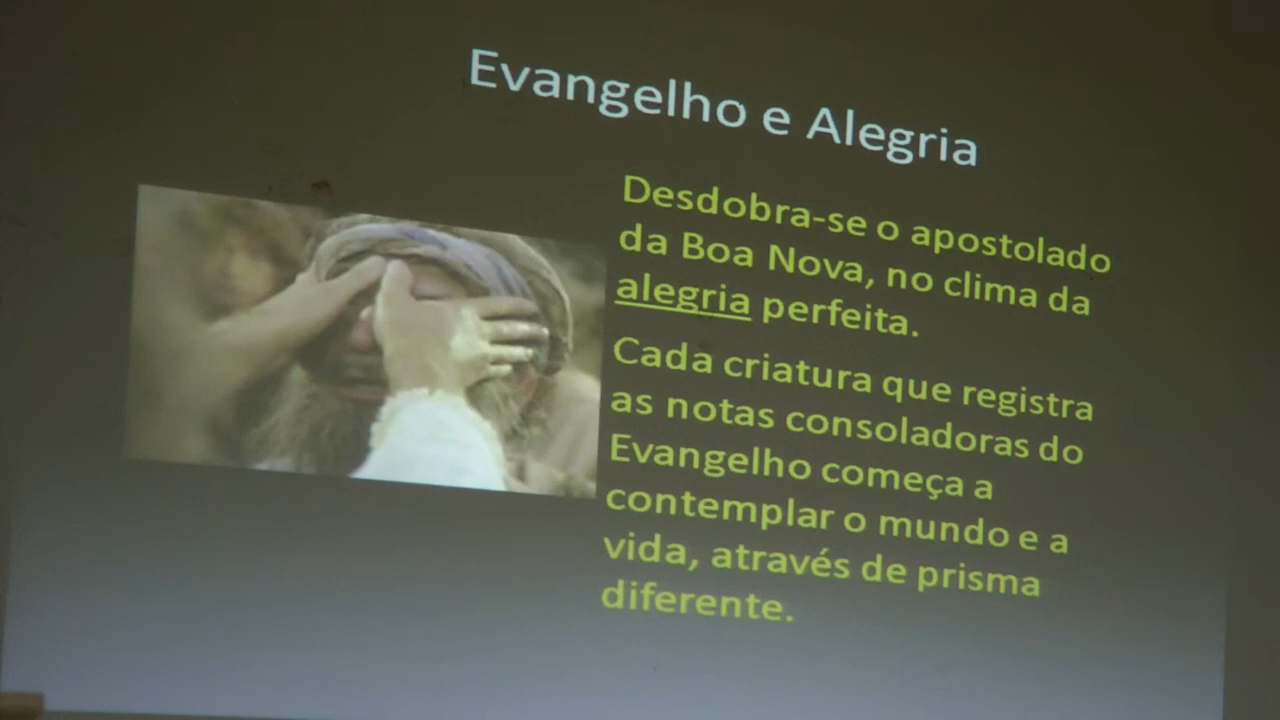 Evangelho e Alegria
Desdobra-se o apostolado
da Boa Nova, no clima da
alegria perfeita.
Cada criatura que registra
as notas consoladoras do
Evangelho começa a
contemplar o mundo e a
vida, através de prisma
diferente.